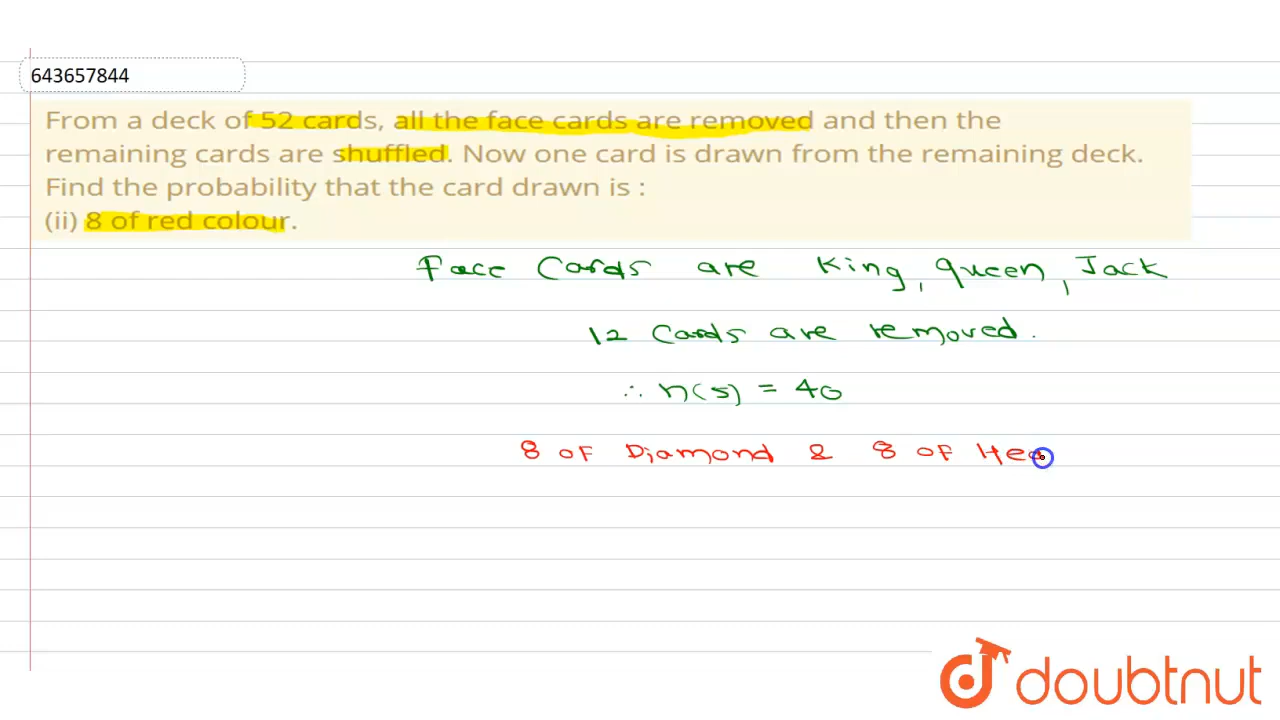 643657844
From a deck of 52 cards, all the face cards are removed and then the
remaining cards are shuffled. Now one card is drawn from the remaining deck.
Find the probability that the card drawn is :
(ii) 8 of red colour.
Face Cards are King, Queen, Jack
12 Cards are removed.
∴ n(s) = 40
8 of Diamond & 8 of Hea
doubtnut